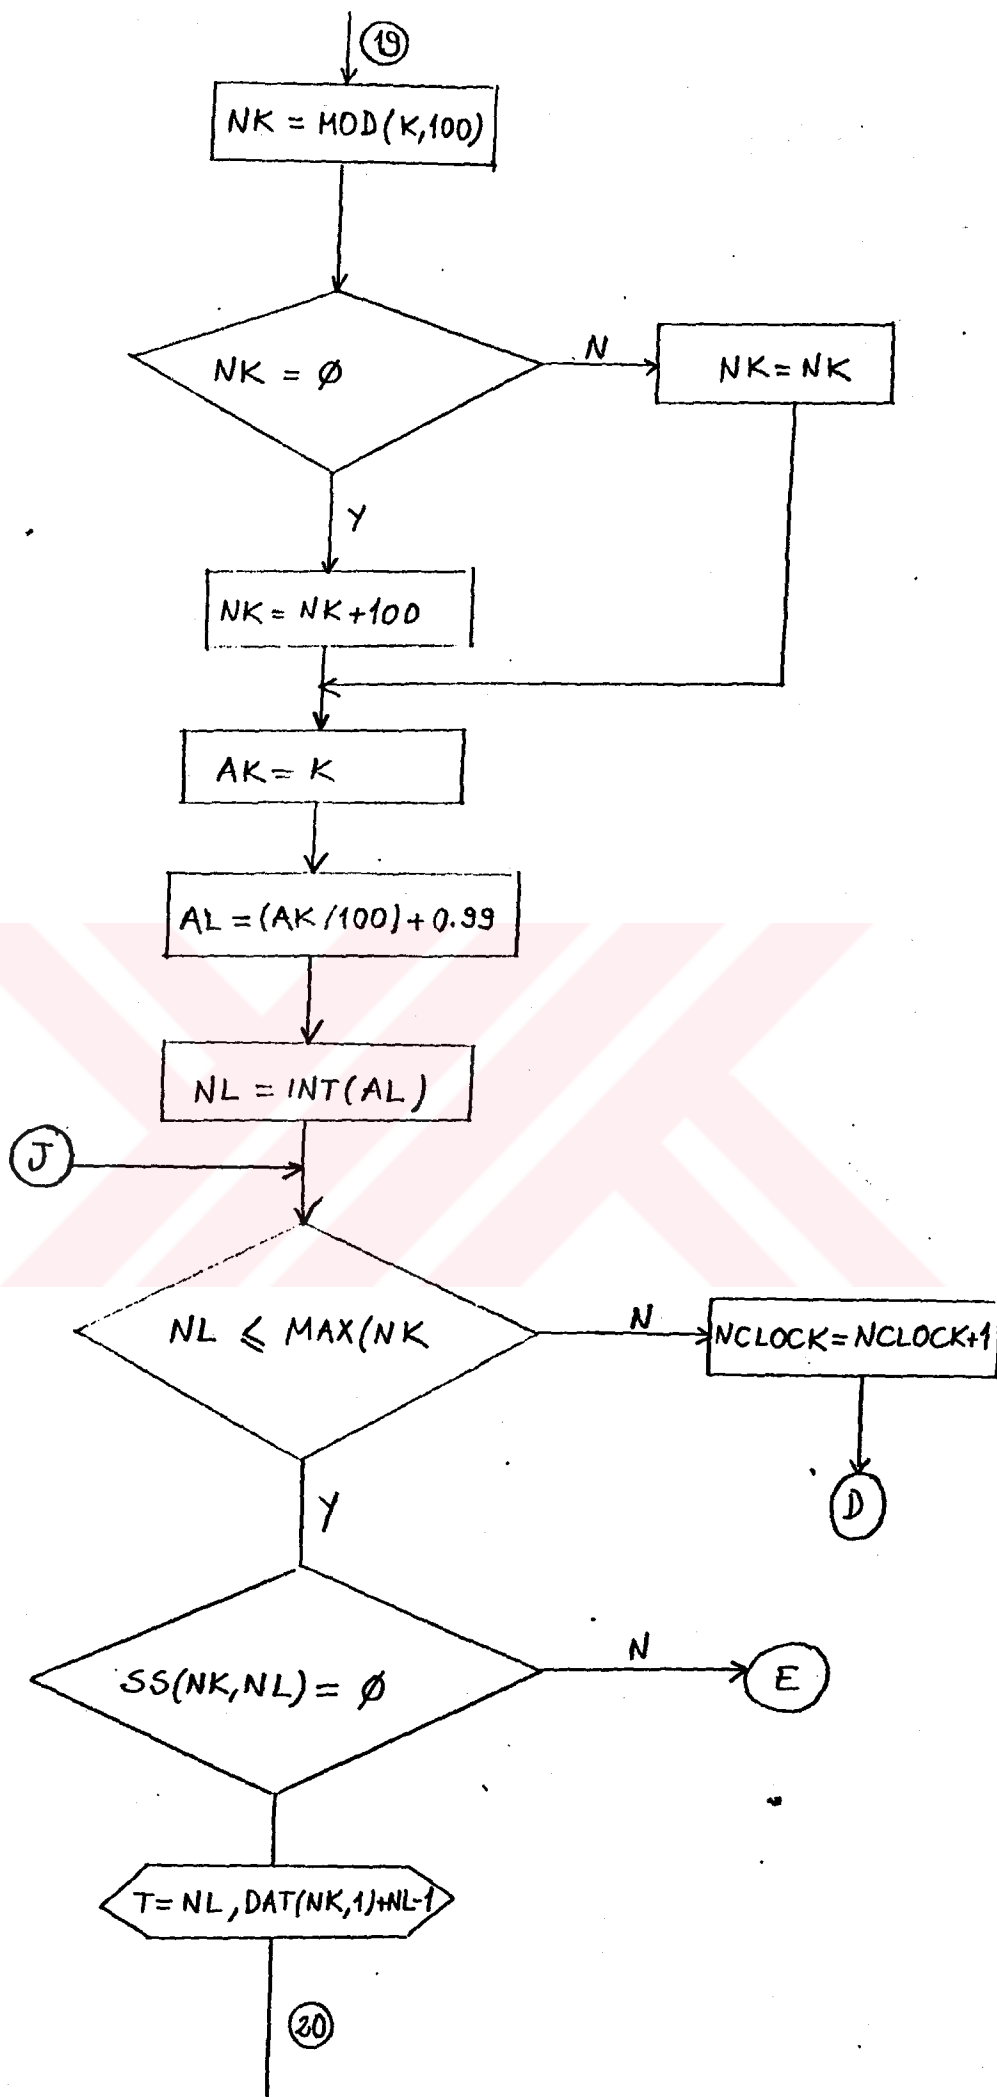 19
NK = MOD(K,100)
NK = Ø
N
NK = NK
Y
NK = NK+100
AK = K
AL = (AK/100)+0.99
NL = INT(AL)
J
NL ≤ MAX(NK
N
NCLOCK = NCLOCK+1
D
Y
SS(NK,NL) = Ø
N
E
T = NL, DAT(NK,1)+NL-1
20